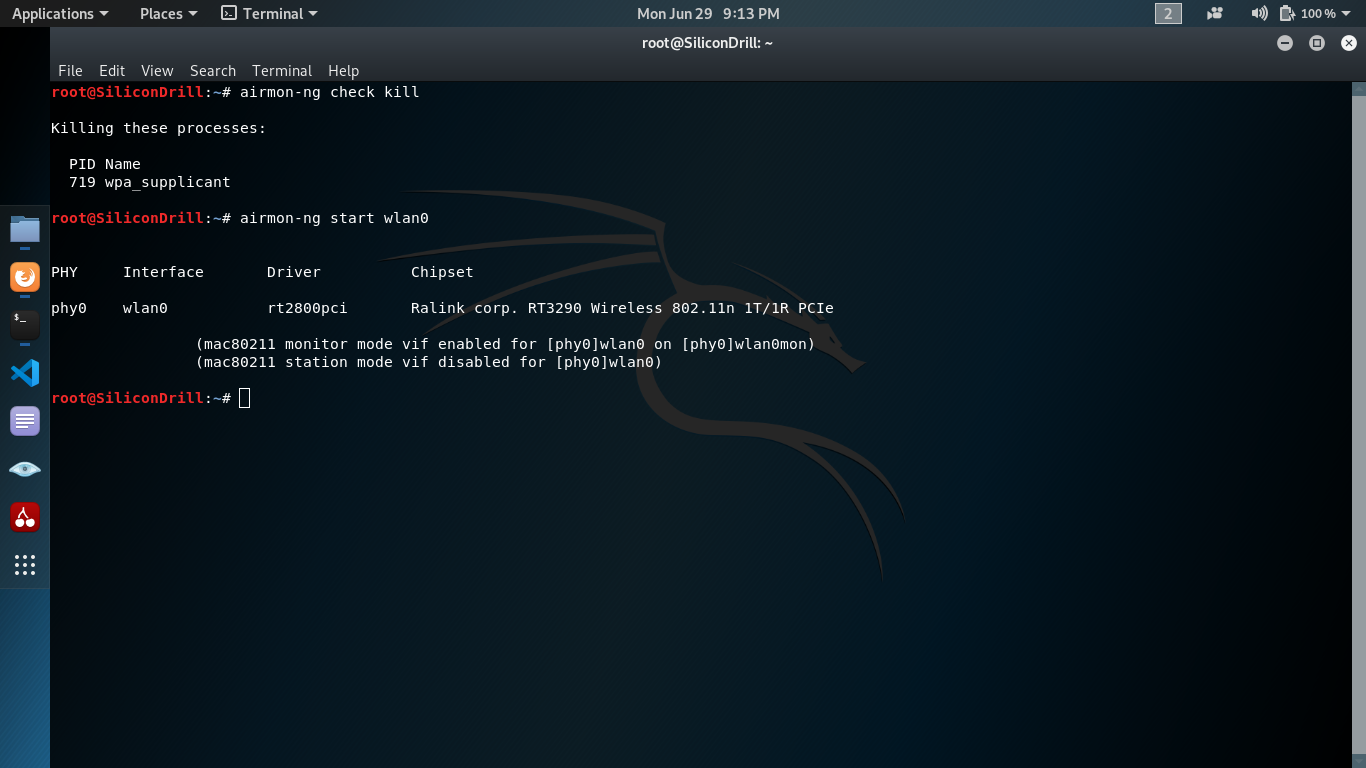 Applications Places Terminal Mon Jun 29 9:13 PM 2 100 %
root@SiliconDrill: ~
File Edit View Search Terminal Help
root@SiliconDrill:~# airmon-ng check kill
Killing these processes:
PID Name
719 wpa_supplicant
root@SiliconDrill:~# airmon-ng start wlan0
PHY Interface Driver Chipset
phy0 wlan0 rt2800pci Ralink corp. RT3290 Wireless 802.11n 1T/1R PCIe
(mac80211 monitor mode vif enabled for [phy0]wlan0 on [phy0]wlan0mon)
(mac80211 station mode vif disabled for [phy0]wlan0)
root@SiliconDrill:~#